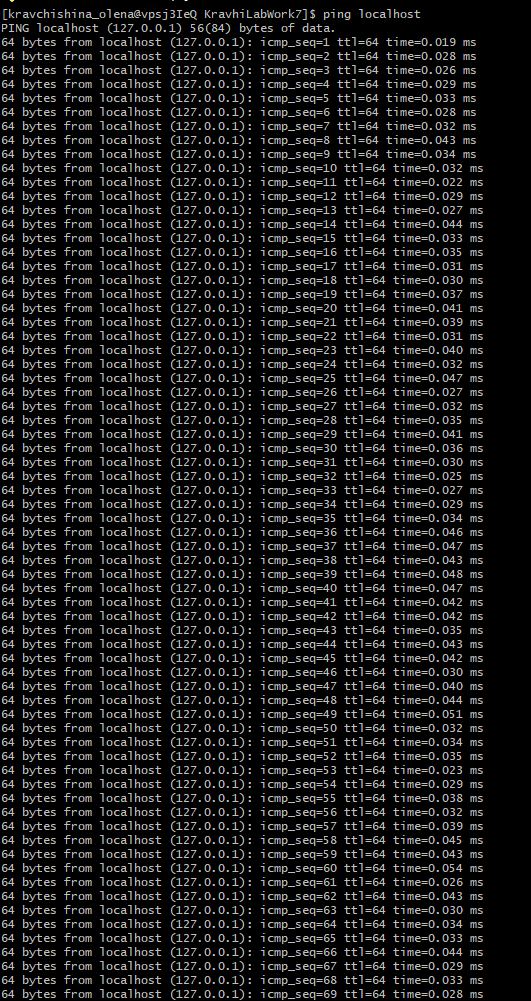 [kravchishina_olena@vpsj3IeQ KravhiLabWork7]$ ping localhost
PING localhost (127.0.0.1) 56(84) bytes of data.
64 bytes from localhost (127.0.0.1): icmp_seq=1 ttl=64 time=0.019 ms
64 bytes from localhost (127.0.0.1): icmp_seq=2 ttl=64 time=0.028 ms
64 bytes from localhost (127.0.0.1): icmp_seq=3 ttl=64 time=0.026 ms
64 bytes from localhost (127.0.0.1): icmp_seq=4 ttl=64 time=0.029 ms
64 bytes from localhost (127.0.0.1): icmp_seq=5 ttl=64 time=0.033 ms
64 bytes from localhost (127.0.0.1): icmp_seq=6 ttl=64 time=0.028 ms
64 bytes from localhost (127.0.0.1): icmp_seq=7 ttl=64 time=0.032 ms
64 bytes from localhost (127.0.0.1): icmp_seq=8 ttl=64 time=0.043 ms
64 bytes from localhost (127.0.0.1): icmp_seq=9 ttl=64 time=0.034 ms
64 bytes from localhost (127.0.0.1): icmp_seq=10 ttl=64 time=0.032 ms
64 bytes from localhost (127.0.0.1): icmp_seq=11 ttl=64 time=0.022 ms
64 bytes from localhost (127.0.0.1): icmp_seq=12 ttl=64 time=0.029 ms
64 bytes from localhost (127.0.0.1): icmp_seq=13 ttl=64 time=0.027 ms
64 bytes from localhost (127.0.0.1): icmp_seq=14 ttl=64 time=0.044 ms
64 bytes from localhost (127.0.0.1): icmp_seq=15 ttl=64 time=0.033 ms
64 bytes from localhost (127.0.0.1): icmp_seq=16 ttl=64 time=0.035 ms
64 bytes from localhost (127.0.0.1): icmp_seq=17 ttl=64 time=0.031 ms
64 bytes from localhost (127.0.0.1): icmp_seq=18 ttl=64 time=0.030 ms
64 bytes from localhost (127.0.0.1): icmp_seq=19 ttl=64 time=0.037 ms
64 bytes from localhost (127.0.0.1): icmp_seq=20 ttl=64 time=0.041 ms
64 bytes from localhost (127.0.0.1): icmp_seq=21 ttl=64 time=0.039 ms
64 bytes from localhost (127.0.0.1): icmp_seq=22 ttl=64 time=0.031 ms
64 bytes from localhost (127.0.0.1): icmp_seq=23 ttl=64 time=0.040 ms
64 bytes from localhost (127.0.0.1): icmp_seq=24 ttl=64 time=0.032 ms
64 bytes from localhost (127.0.0.1): icmp_seq=25 ttl=64 time=0.047 ms
64 bytes from localhost (127.0.0.1): icmp_seq=26 ttl=64 time=0.027 ms
64 bytes from localhost (127.0.0.1): icmp_seq=27 ttl=64 time=0.032 ms
64 bytes from localhost (127.0.0.1): icmp_seq=28 ttl=64 time=0.035 ms
64 bytes from localhost (127.0.0.1): icmp_seq=29 ttl=64 time=0.041 ms
64 bytes from localhost (127.0.0.1): icmp_seq=30 ttl=64 time=0.036 ms
64 bytes from localhost (127.0.0.1): icmp_seq=31 ttl=64 time=0.030 ms
64 bytes from localhost (127.0.0.1): icmp_seq=32 ttl=64 time=0.025 ms
64 bytes from localhost (127.0.0.1): icmp_seq=33 ttl=64 time=0.027 ms
64 bytes from localhost (127.0.0.1): icmp_seq=34 ttl=64 time=0.029 ms
64 bytes from localhost (127.0.0.1): icmp_seq=35 ttl=64 time=0.034 ms
64 bytes from localhost (127.0.0.1): icmp_seq=36 ttl=64 time=0.046 ms
64 bytes from localhost (127.0.0.1): icmp_seq=37 ttl=64 time=0.047 ms
64 bytes from localhost (127.0.0.1): icmp_seq=38 ttl=64 time=0.043 ms
64 bytes from localhost (127.0.0.1): icmp_seq=39 ttl=64 time=0.048 ms
64 bytes from localhost (127.0.0.1): icmp_seq=40 ttl=64 time=0.047 ms
64 bytes from localhost (127.0.0.1): icmp_seq=41 ttl=64 time=0.042 ms
64 bytes from localhost (127.0.0.1): icmp_seq=42 ttl=64 time=0.042 ms
64 bytes from localhost (127.0.0.1): icmp_seq=43 ttl=64 time=0.035 ms
64 bytes from localhost (127.0.0.1): icmp_seq=44 ttl=64 time=0.043 ms
64 bytes from localhost (127.0.0.1): icmp_seq=45 ttl=64 time=0.042 ms
64 bytes from localhost (127.0.0.1): icmp_seq=46 ttl=64 time=0.030 ms
64 bytes from localhost (127.0.0.1): icmp_seq=47 ttl=64 time=0.040 ms
64 bytes from localhost (127.0.0.1): icmp_seq=48 ttl=64 time=0.044 ms
64 bytes from localhost (127.0.0.1): icmp_seq=49 ttl=64 time=0.051 ms
64 bytes from localhost (127.0.0.1): icmp_seq=50 ttl=64 time=0.032 ms
64 bytes from localhost (127.0.0.1): icmp_seq=51 ttl=64 time=0.034 ms
64 bytes from localhost (127.0.0.1): icmp_seq=52 ttl=64 time=0.035 ms
64 bytes from localhost (127.0.0.1): icmp_seq=53 ttl=64 time=0.023 ms
64 bytes from localhost (127.0.0.1): icmp_seq=54 ttl=64 time=0.029 ms
64 bytes from localhost (127.0.0.1): icmp_seq=55 ttl=64 time=0.038 ms
64 bytes from localhost (127.0.0.1): icmp_seq=56 ttl=64 time=0.032 ms
64 bytes from localhost (127.0.0.1): icmp_seq=57 ttl=64 time=0.039 ms
64 bytes from localhost (127.0.0.1): icmp_seq=58 ttl=64 time=0.045 ms
64 bytes from localhost (127.0.0.1): icmp_seq=59 ttl=64 time=0.043 ms
64 bytes from localhost (127.0.0.1): icmp_seq=60 ttl=64 time=0.054 ms
64 bytes from localhost (127.0.0.1): icmp_seq=61 ttl=64 time=0.026 ms
64 bytes from localhost (127.0.0.1): icmp_seq=62 ttl=64 time=0.043 ms
64 bytes from localhost (127.0.0.1): icmp_seq=63 ttl=64 time=0.030 ms
64 bytes from localhost (127.0.0.1): icmp_seq=64 ttl=64 time=0.034 ms
64 bytes from localhost (127.0.0.1): icmp_seq=65 ttl=64 time=0.033 ms
64 bytes from localhost (127.0.0.1): icmp_seq=66 ttl=64 time=0.044 ms
64 bytes from localhost (127.0.0.1): icmp_seq=67 ttl=64 time=0.029 ms
64 bytes from localhost (127.0.0.1): icmp_seq=68 ttl=64 time=0.033 ms
64 bytes from localhost (127.0.0.1): icmp_seq=69 ttl=64 time=0.028 ms